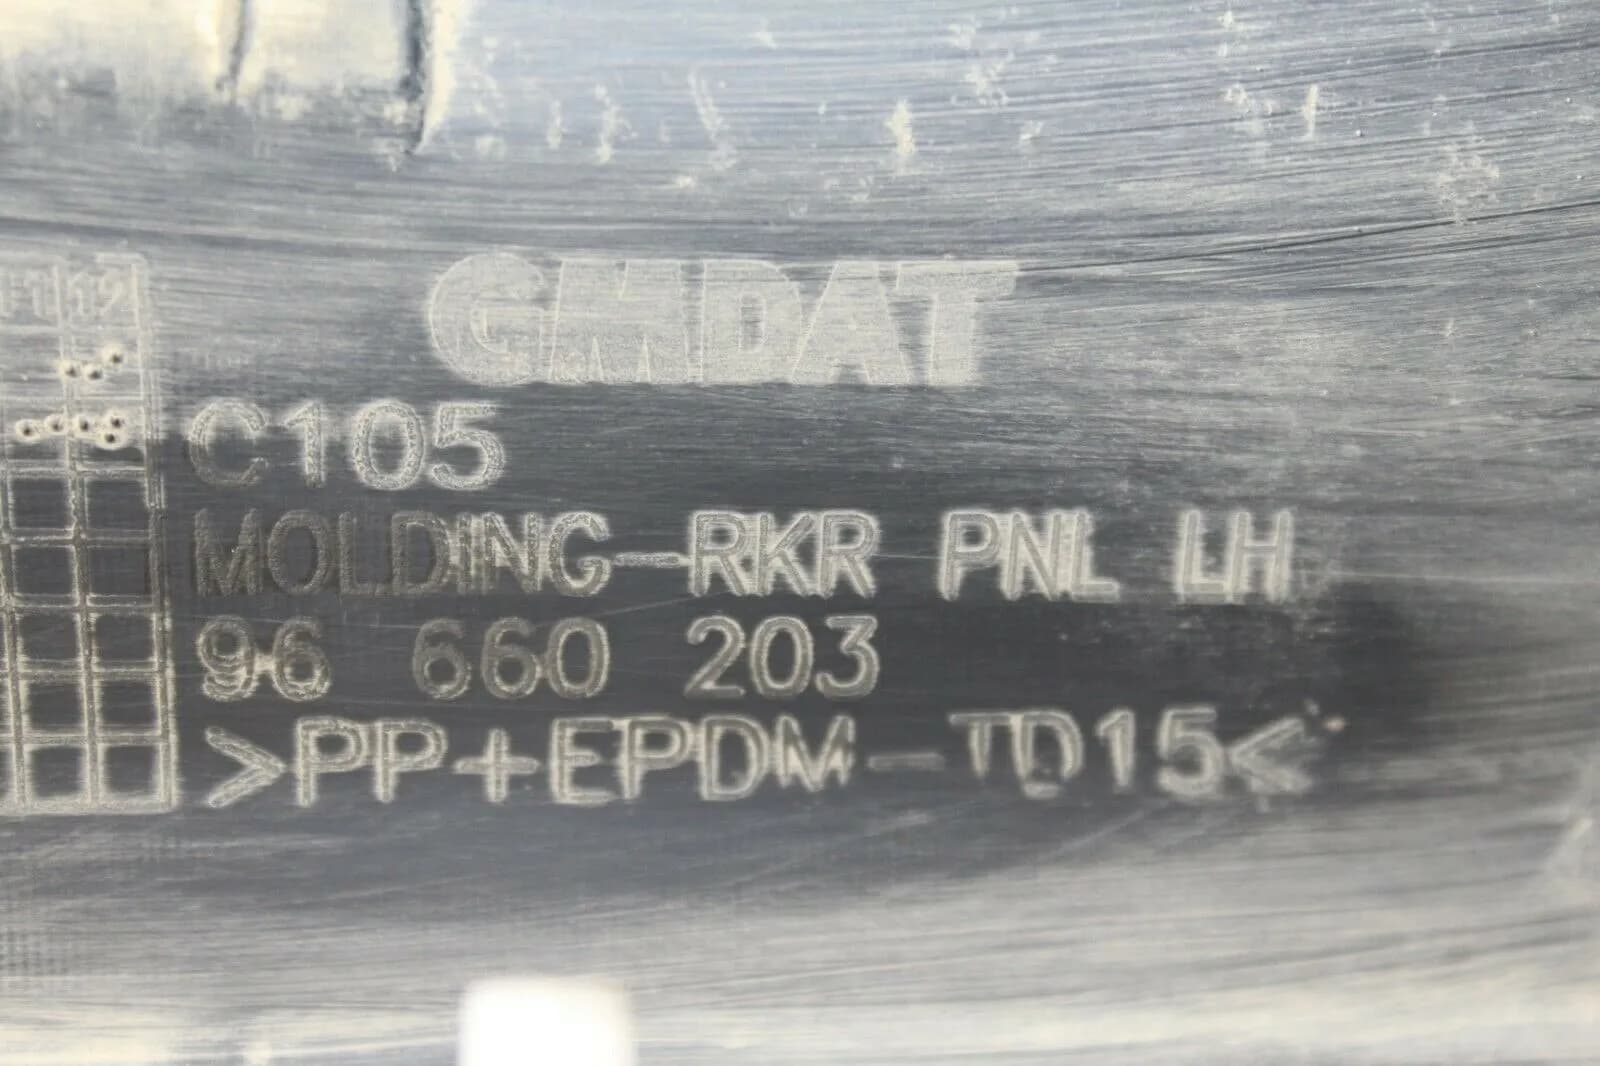 GMDAT
C105
MOLDING-RKR PNL LH
96 660 203
>PP+EPDM-TD15<